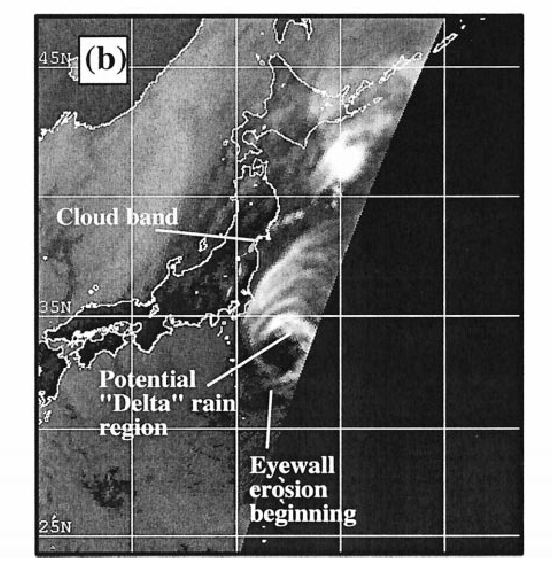 45N
(b)
Cloud band
35N
Potential
"Delta" rain
region
Eyewall
erosion
beginning
25N